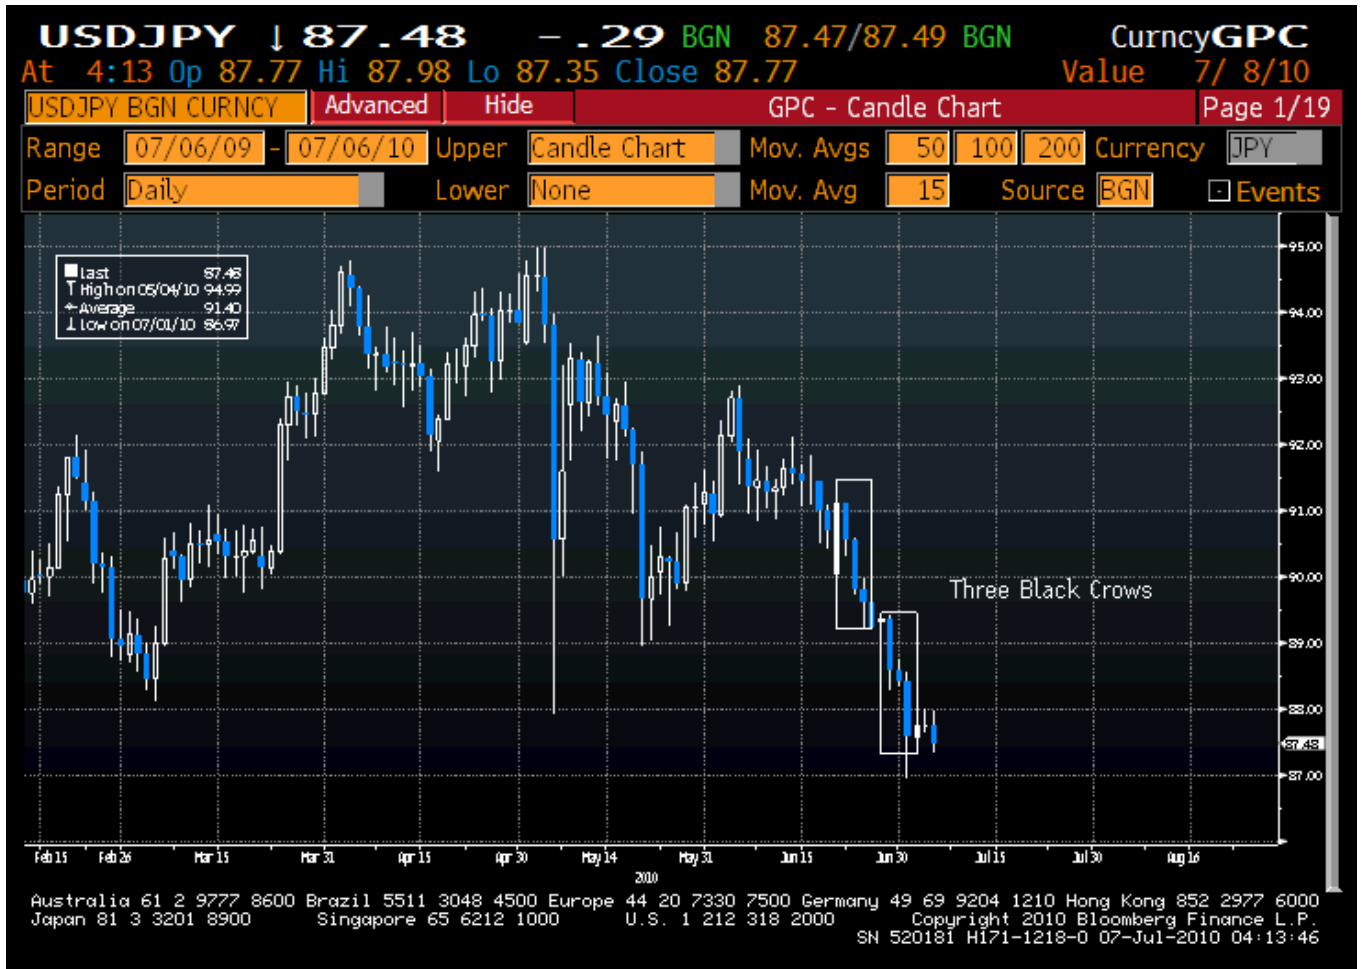 USDJPY ↓ 87.48 - .29 BGN 87.47/87.49 BGN CurncyGPC
At 4:13 Op 87.77 Hi 87.98 Lo 87.35 Close 87.77 Value 7/ 8/10
USDJPY BGN CURNCY Advanced Hide GPC - Candle Chart Page 1/19
Range 07/06/09 - 07/06/10 Upper Candle Chart Mov. Avgs 50 100 200 Currency JPY
Period Daily Lower None Mov. Avg 15 Source BGN - Events
95.00
Last 87.48
High on 05/04/10 94.99
Average 91.40
Low on 07/01/10 86.97
94.00
93.00
92.00
91.00
90.00
Three Black Crows
89.00
88.00
87.48
87.00
Feb 15 Feb 26 Mar 15 Mar 31 Apr 15 Apr 30 May 14 May 31 Jun 15 Jun 30 Jul 15 Jul 30 Aug 16
2010
Australia 61 2 9777 8600 Brazil 5511 3048 4500 Europe 44 20 7330 7500 Germany 49 69 9204 1210 Hong Kong 852 2977 6000
Japan 81 3 3201 8900 Singapore 65 6212 1000 U.S. 1 212 318 2000 Copyright 2010 Bloomberg Finance L.P.
SN 520181 H171-1218-0 07-Jul-2010 04:13:46